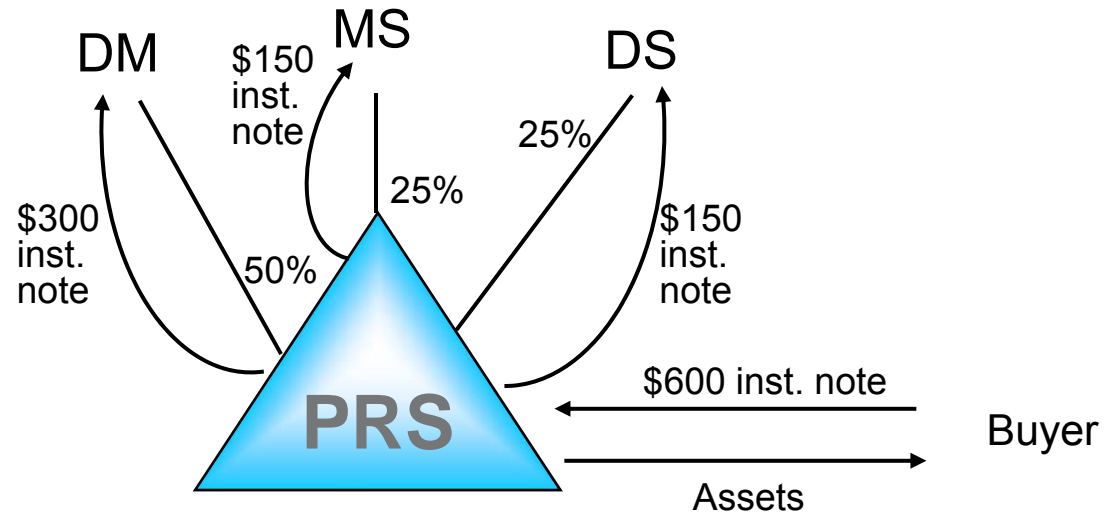 DM
MS
DS
$150
inst.
note
25%
25%
$300
inst.
note
50%
$150
inst.
note
$600 inst. note
PRS
Buyer
Assets